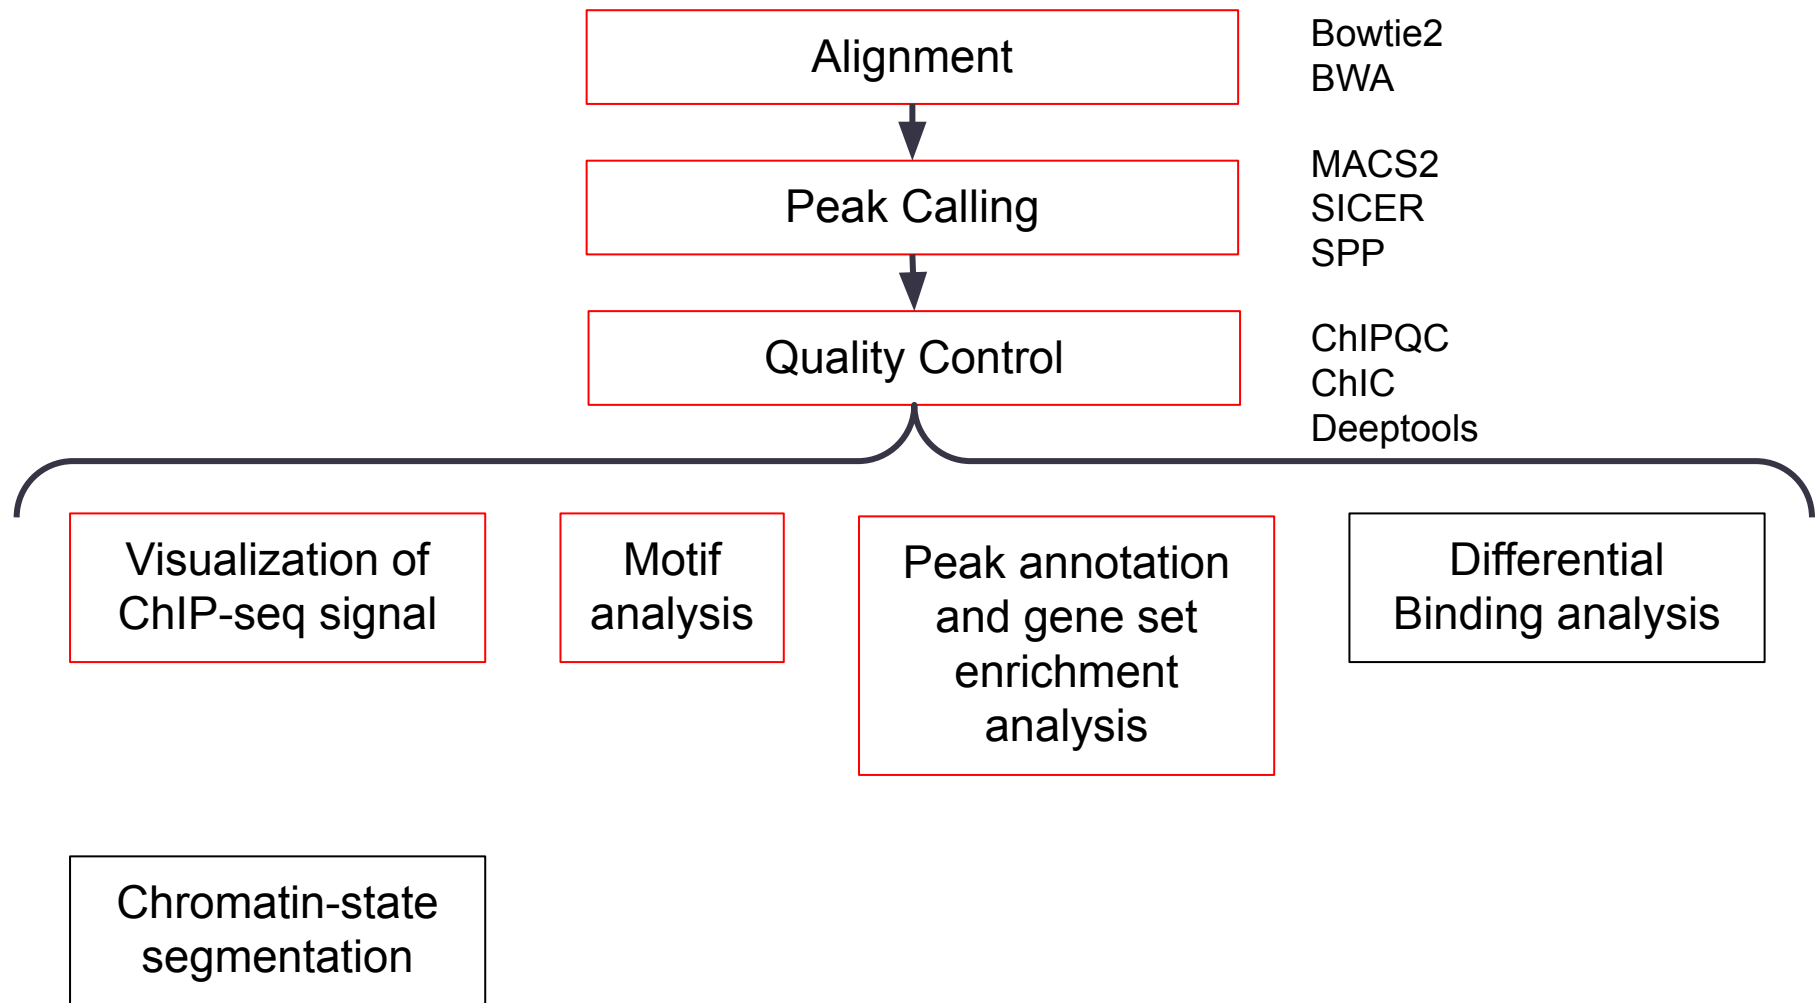 Alignment
Bowtie2
BWA
Peak Calling
MACS2
SICER
SPP
Quality Control
ChIPQC
ChIC
Deeptools
Visualization of
ChIP-seq signal
Motif
analysis
Peak annotation
and gene set
enrichment
analysis
Differential
Binding analysis
Chromatin-state
segmentation